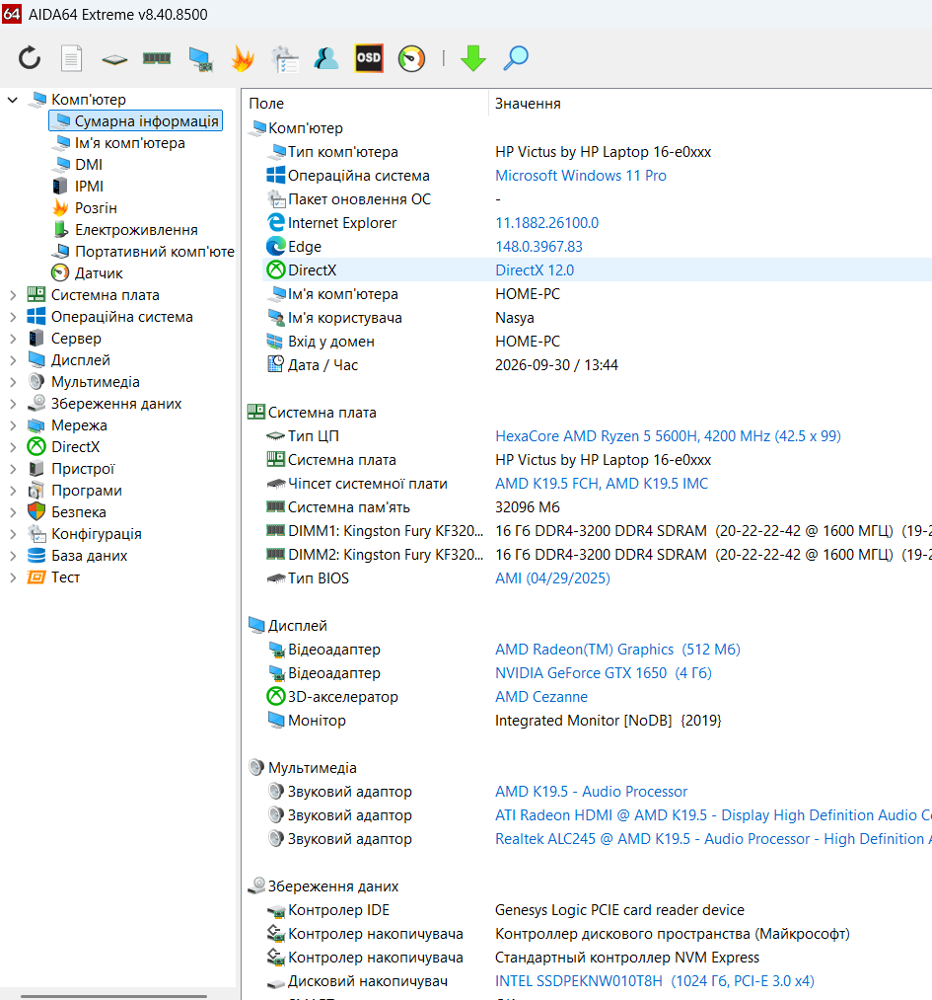 64 AIDA64 Extreme v8.40.8500
OSD
Комп'ютер
Сумарна інформація
Ім'я комп'ютера
DMI
IPMI
Розгін
Електроживлення
Портативний комп'юте
Датчик
Системна плата
Операційна система
Сервер
Дисплей
Мультимедіа
Збереження даних
Мережа
DirectX
Пристрої
Програми
Безпека
Конфігурація
База даних
Тест
Поле Значення
Комп'ютер
Тип комп'ютера HP Victus by HP Laptop 16-e0xxx
Операційна система Microsoft Windows 11 Pro
Пакет оновлення ОС -
Internet Explorer 11.1882.26100.0
Edge 148.0.3967.83
DirectX DirectX 12.0
Ім'я комп'ютера HOME-PC
Ім'я користувача Nasya
Вхід у домен HOME-PC
Дата / Час 2026-09-30 / 13:44
Системна плата
Тип ЦП HexaCore AMD Ryzen 5 5600H, 4200 MHz (42.5 x 99)
Системна плата HP Victus by HP Laptop 16-e0xxx
Чіпсет системної плати AMD K19.5 FCH, AMD K19.5 IMC
Системна пам'ять 32096 Мб
DIMM1: Kingston Fury KF320... 16 Гб DDR4-3200 DDR4 SDRAM (20-22-22-42 @ 1600 МГЦ) (19-2
DIMM2: Kingston Fury KF320... 16 Гб DDR4-3200 DDR4 SDRAM (20-22-22-42 @ 1600 МГЦ) (19-2
Тип BIOS AMI (04/29/2025)
Дисплей
Відеоадаптер AMD Radeon(TM) Graphics (512 Мб)
Відеоадаптер NVIDIA GeForce GTX 1650 (4 Гб)
3D-акселератор AMD Cezanne
Монітор Integrated Monitor [NoDB] {2019}
Мультимедіа
Звуковий адаптор AMD K19.5 - Audio Processor
Звуковий адаптор ATI Radeon HDMI @ AMD K19.5 - Display High Definition Audio Co
Звуковий адаптор Realtek ALC245 @ AMD K19.5 - Audio Processor - High Definition A
Збереження даних
Контролер IDE Genesys Logic PCIE card reader device
Контролер накопичувача Контроллер дискового пространства (Майкрософт)
Контролер накопичувача Стандартный контроллер NVM Express
Дисковий накопичувач INTEL SSDPEKNW010T8H (1024 Гб, PCI-E 3.0 x4)